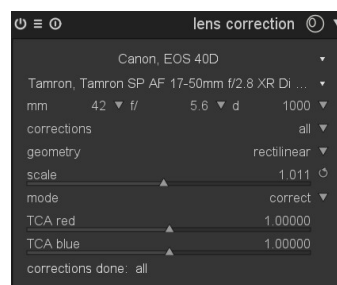 lens correction
Canon, EOS 40D
Tamron, Tamron SP AF 17-50mm f/2.8 XR Di ...
mm 42 f/ 5.6 d 1000
corrections all
geometry rectilinear
scale 1.011
mode correct
TCA red 1.00000
TCA blue 1.00000
corrections done: all